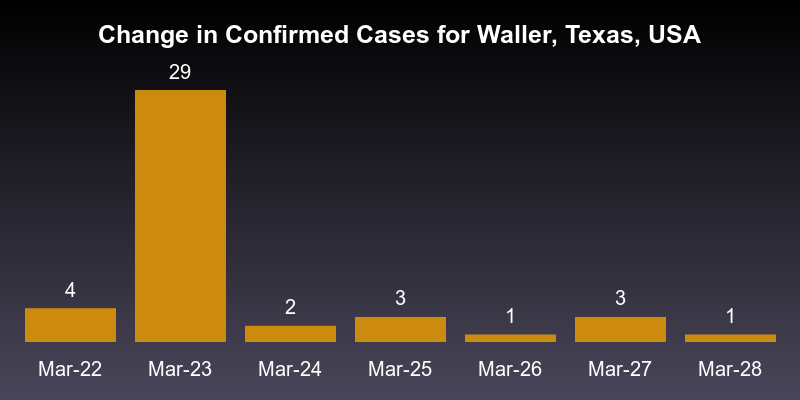 Change in Confirmed Cases for Waller, Texas, USA
4 29 2 3 1 3 1
Mar-22 Mar-23 Mar-24 Mar-25 Mar-26 Mar-27 Mar-28